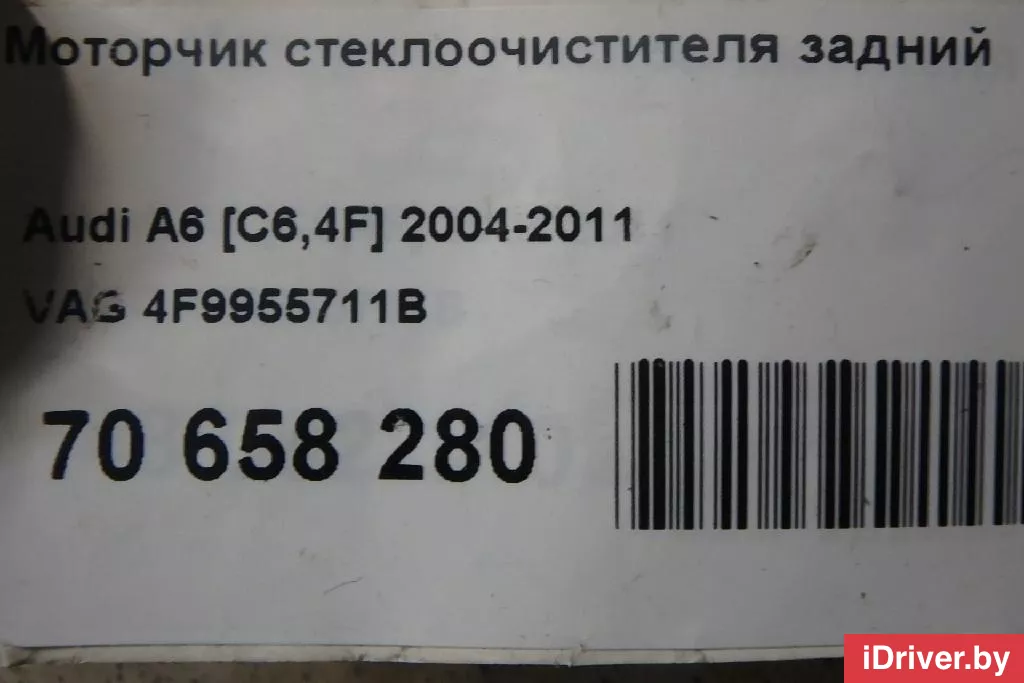 Моторчик стеклоочистителя задний
Audi A6 [C6,4F] 2004-2011
VAG 4F9955711B
70 658 280
iDriver.by